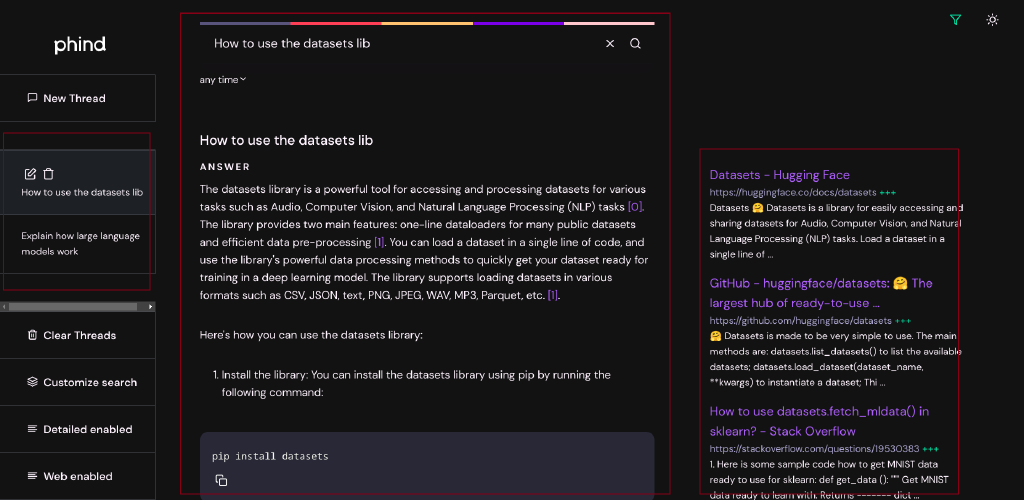 phind
New Thread
How to use the datasets lib
Explain how large language
models work
Clear Threads
Customize search
Detailed enabled
Web enabled
How to use the datasets lib
any time
How to use the datasets lib
ANSWER
The datasets library is a powerful tool for accessing and processing datasets for various
tasks such as Audio, Computer Vision, and Natural Language Processing (NLP) tasks [0].
The library provides two main features: one-line dataloaders for many public datasets
and efficient data pre-processing [1]. You can load a dataset in a single line of code, and
use the library's powerful data processing methods to quickly get your dataset ready for
training in a deep learning model. The library supports loading datasets in various
formats such as CSV, JSON, text, PNG, JPEG, WAV, MP3, Parquet, etc. [1].
Here's how you can use the datasets library:
1. Install the library: You can install the datasets library using pip by running the
following command:
pip install datasets
Datasets - Hugging Face
https://huggingface.co/docs/datasets +++
Datasets 🤗 Datasets is a library for easily accessing and
sharing datasets for Audio, Computer Vision, and Natural
Language Processing (NLP) tasks. Load a dataset in a
single line of ...
GitHub - huggingface/datasets: 🤗 The
largest hub of ready-to-use ...
https://github.com/huggingface/datasets +++
🤗 Datasets is made to be very simple to use. The main
methods are: datasets.list_datasets() to list the available
datasets; datasets.load_dataset(dataset_name,
**kwargs) to instantiate a dataset; Thi ...
How to use datasets.fetch_mldata() in
sklearn? - Stack Overflow
https://stackoverflow.com/questions/19530383 +++
1. Here is some sample code how to get MNIST data
ready to use for sklearn: def get_data (): """ Get MNIST
data ready to learn with. Returns ------- dict ...